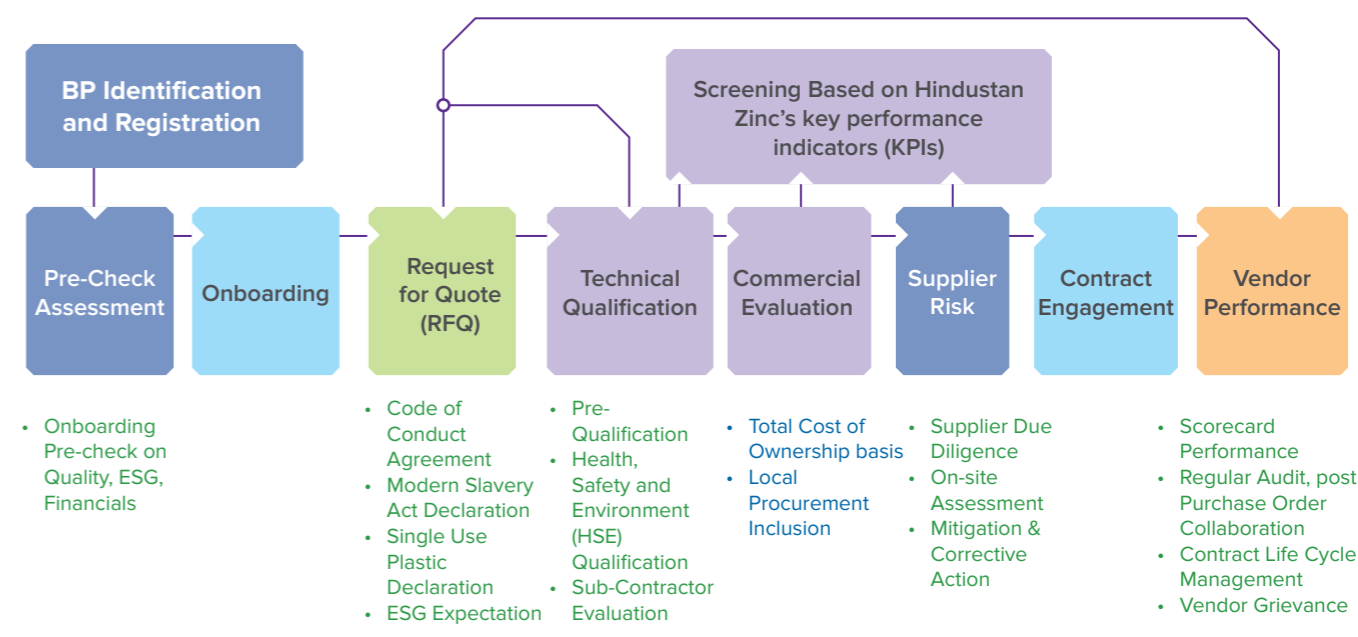 BP Identification
and Registration
Screening Based on Hindustan
Zinc's key performance
indicators (KPIs)
Pre-Check
Assessment
Onboarding
Request
for Quote
(RFQ)
Technical
Qualification
Commercial
Evaluation
Supplier
Risk
Contract
Engagement
Vendor
Performance
• Onboarding
Pre-check on
Quality, ESG,
Financials
• Code of
Conduct
Agreement
• Modern Slavery
Act Declaration
• Single Use
Plastic
Declaration
• ESG Expectation
• Pre-
Qualification
• Health,
Safety and
Environment
(HSE)
Qualification
• Sub-Contractor
Evaluation
• Total Cost of
Ownership basis
• Local
Procurement
Inclusion
• Supplier Due
Diligence
• On-site
Assessment
• Mitigation &
Corrective
Action
• Scorecard
Performance
• Regular Audit, post
Purchase Order
Collaboration
• Contract Life Cycle
Management
• Vendor Grievance